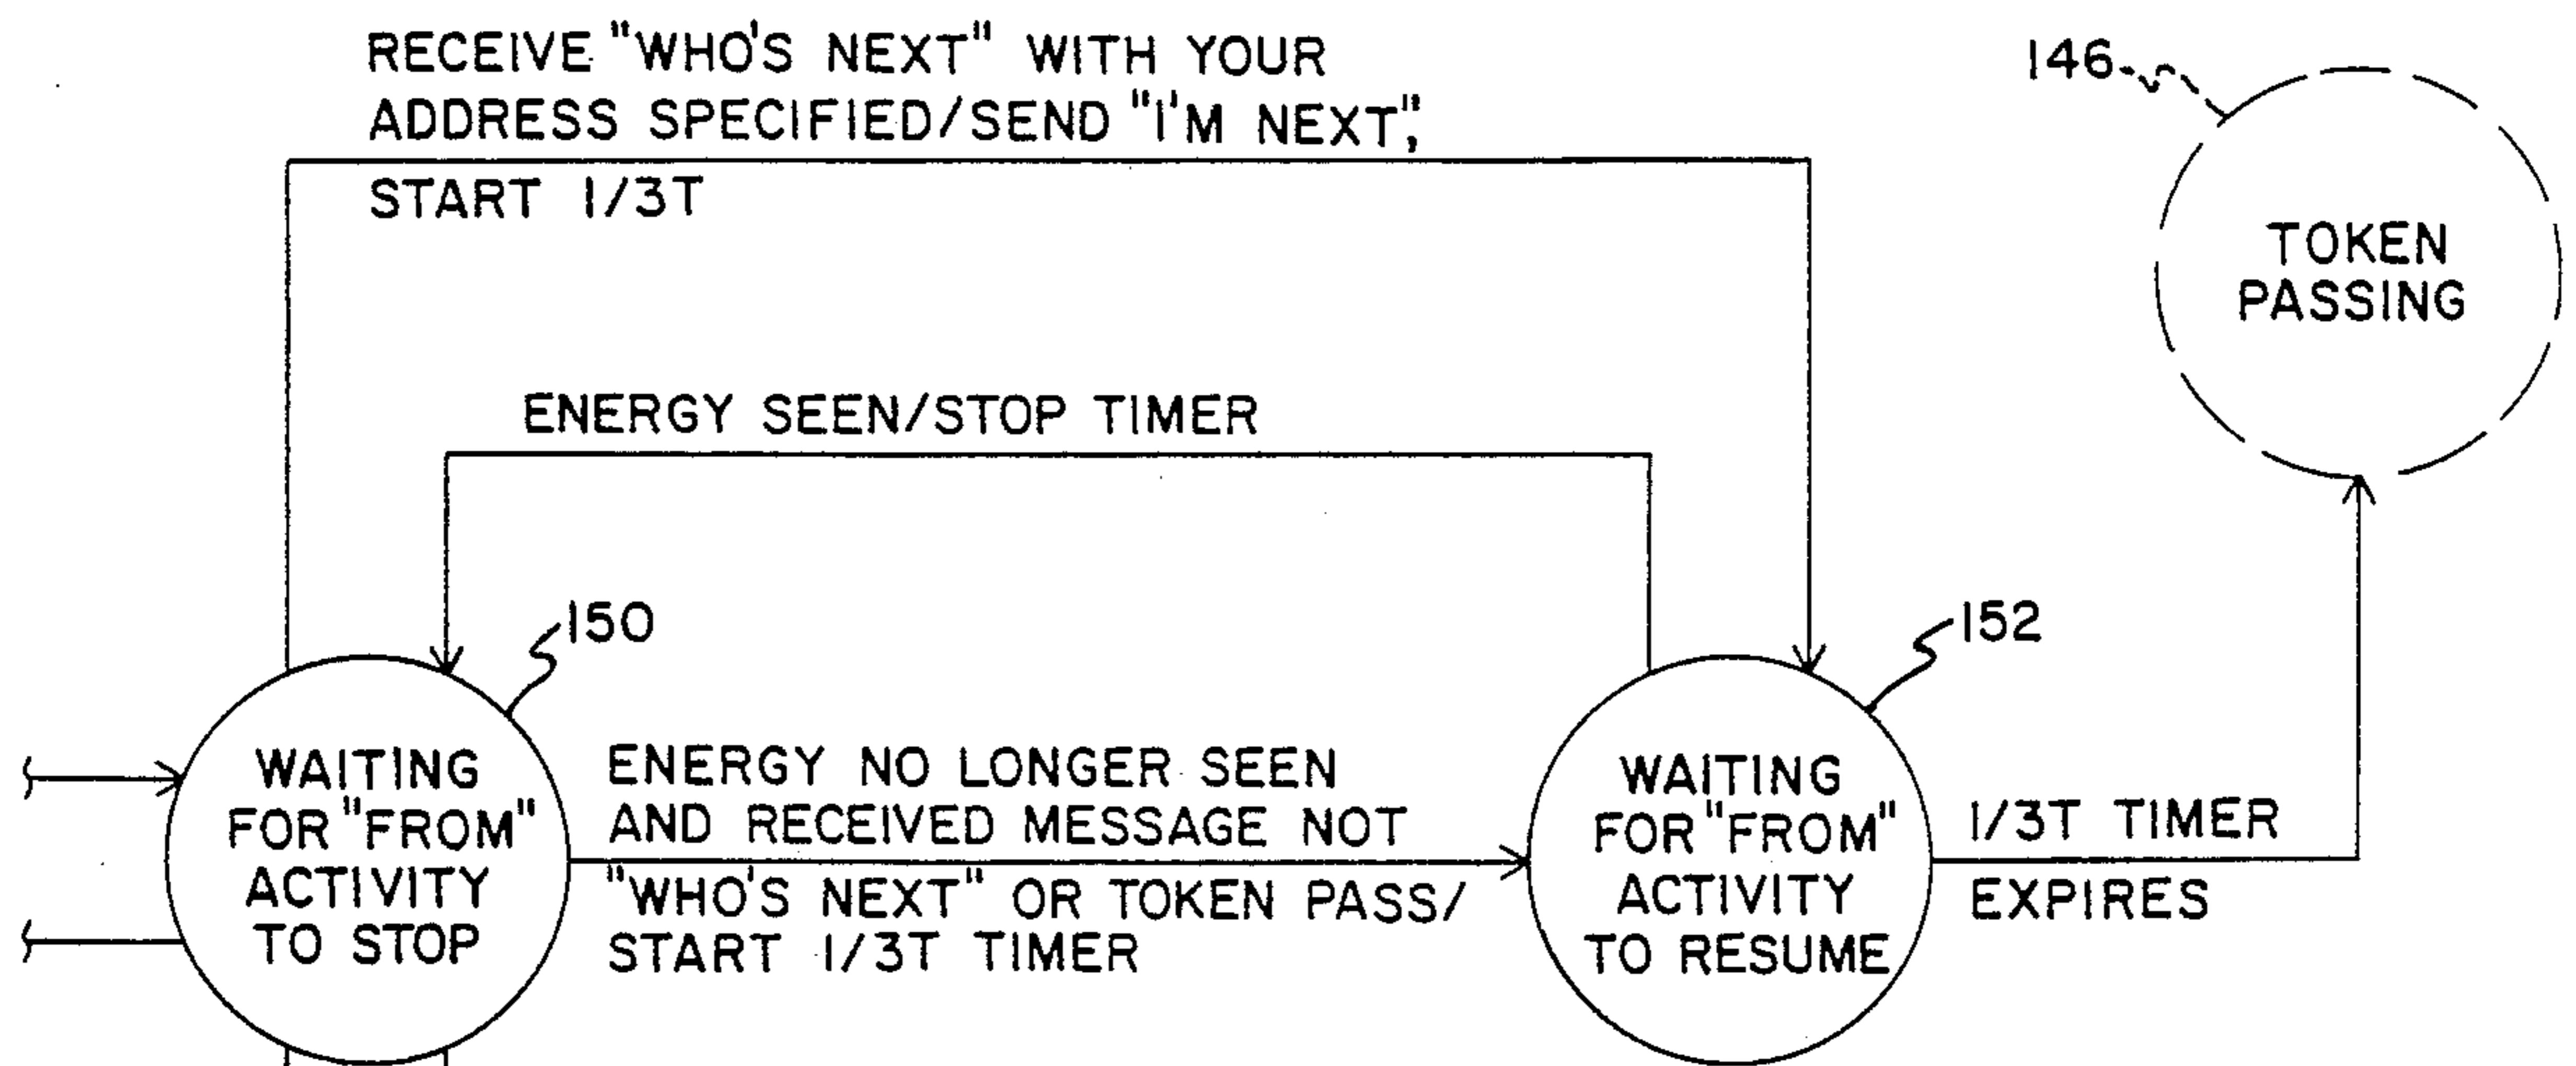 RECEIVE "WHO'S NEXT" WITH YOUR
ADDRESS SPECIFIED/SEND "I'M NEXT",
START 1/3T
146
TOKEN
PASSING
ENERGY SEEN/STOP TIMER
150
152
WAITING
FOR "FROM"
ACTIVITY
TO STOP
ENERGY NO LONGER SEEN
AND RECEIVED MESSAGE NOT
"WHO'S NEXT" OR TOKEN PASS/
START 1/3T TIMER
WAITING
FOR "FROM"
ACTIVITY
TO RESUME
1/3T TIMER
EXPIRES